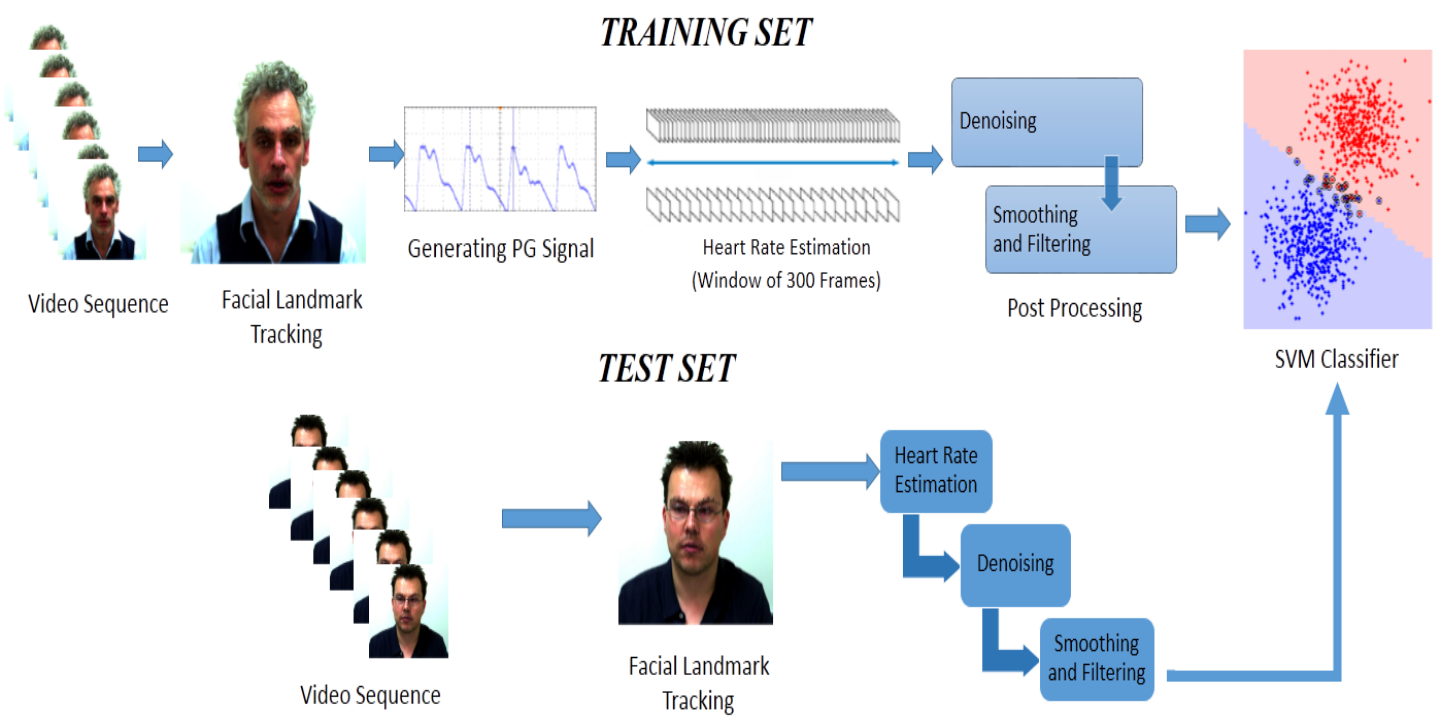 TRAINING SET
Video Sequence
Facial Landmark
Tracking
Generating PG Signal
Heart Rate Estimation
(Window of 300 Frames)
Denoising
Smoothing
and Filtering
Post Processing
SVM Classifier
TEST SET
Video Sequence
Facial Landmark
Tracking
Heart Rate
Estimation
Denoising
Smoothing
and Filtering